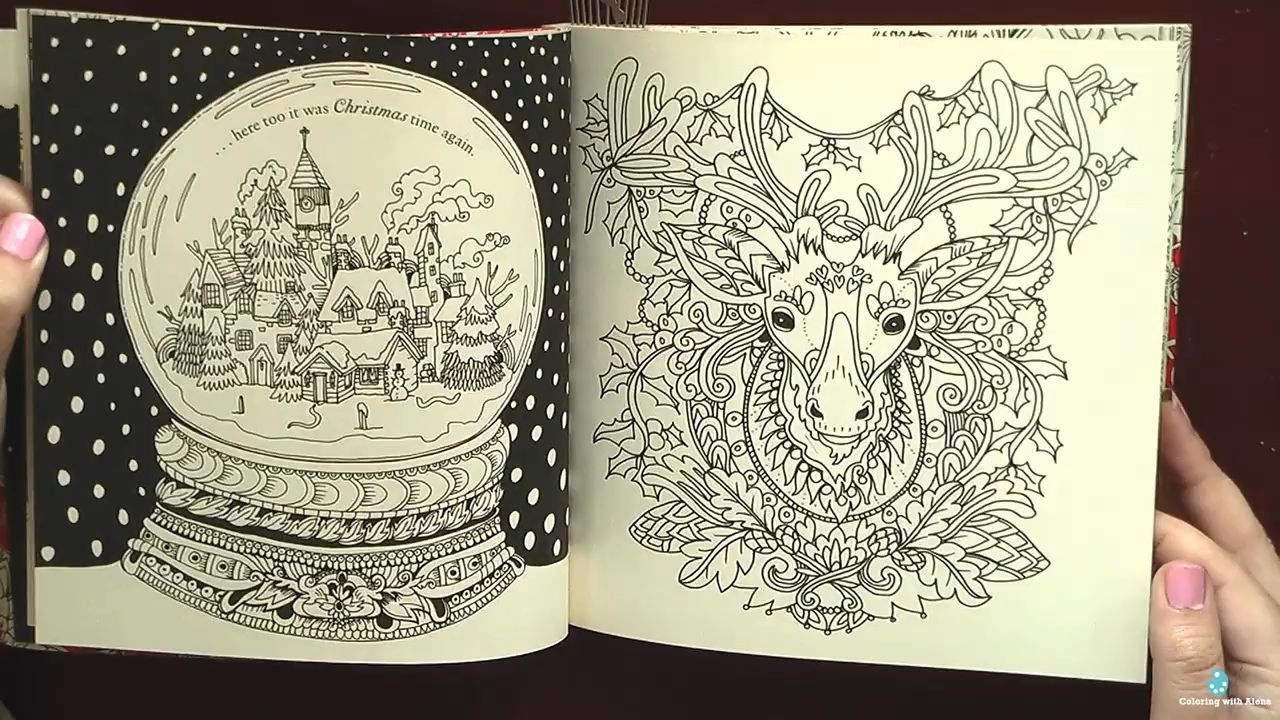 ...here too it was Christmas time again.
Coloring with Alena